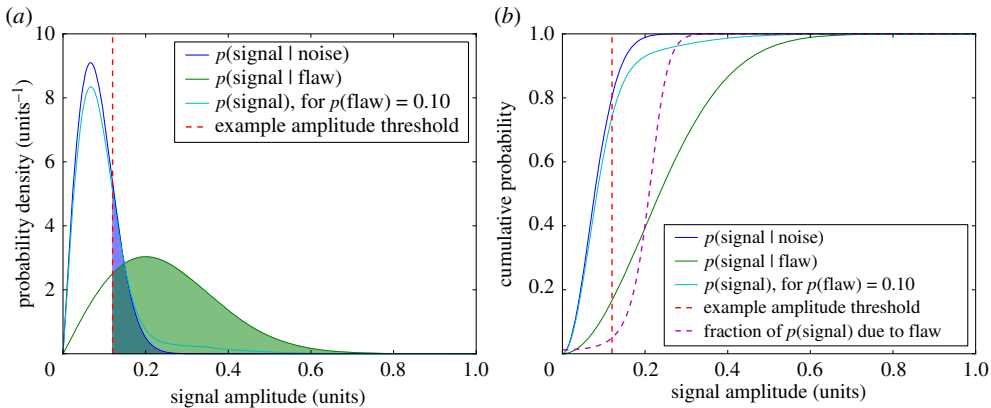 (a)
10
8
6
4
2
0
0.2
0.4
0.6
0.8
1.0
probability density (units⁻¹)
signal amplitude (units)
p(signal | noise)
p(signal | flaw)
p(signal), for p(flaw) = 0.10
example amplitude threshold
(b)
1.0
0.8
0.6
0.4
0.2
0
0.2
0.4
0.6
0.8
1.0
cumulative probability
signal amplitude (units)
p(signal | noise)
p(signal | flaw)
p(signal), for p(flaw) = 0.10
example amplitude threshold
fraction of p(signal) due to flaw